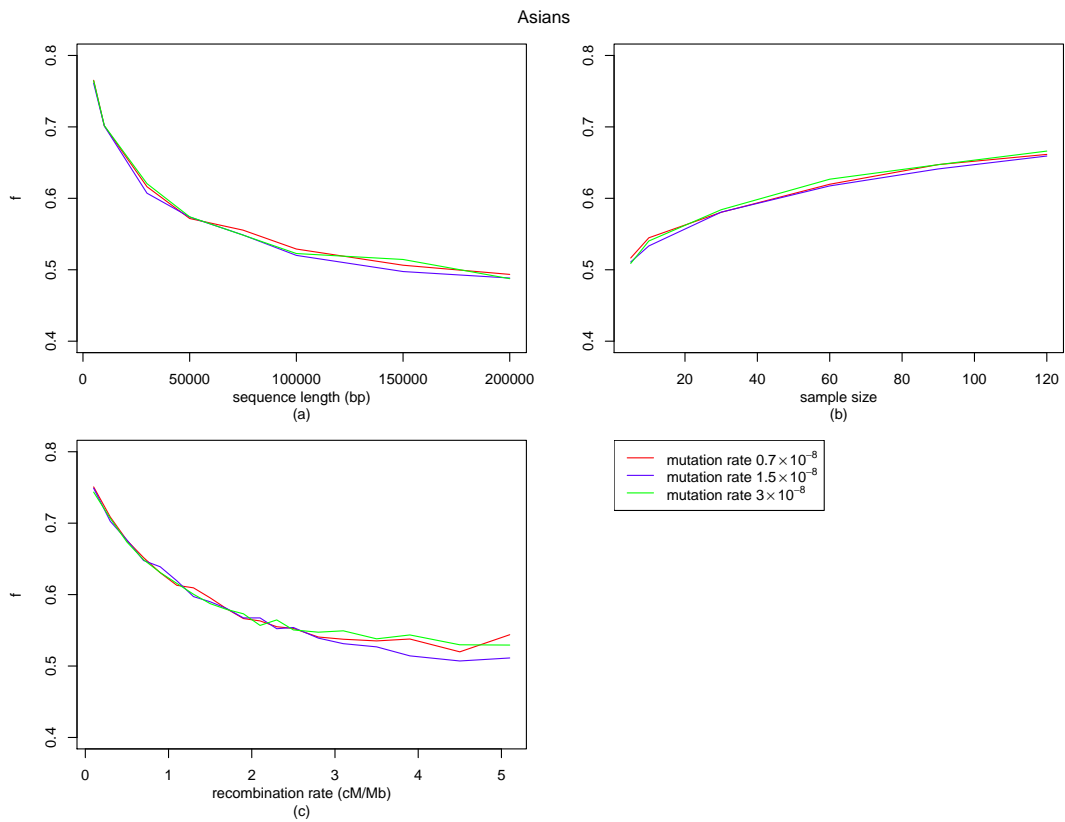 Asians
f
0.4 0.5 0.6 0.7 0.8
0 50000 100000 150000 200000
sequence length (bp)
(a)
0.4 0.5 0.6 0.7 0.8
20 40 60 80 100 120
sample size
(b)
f
0.4 0.5 0.6 0.7 0.8
0 1 2 3 4 5
recombination rate (cM/Mb)
(c)
mutation rate 0.7×10⁻⁸
mutation rate 1.5×10⁻⁸
mutation rate 3×10⁻⁸